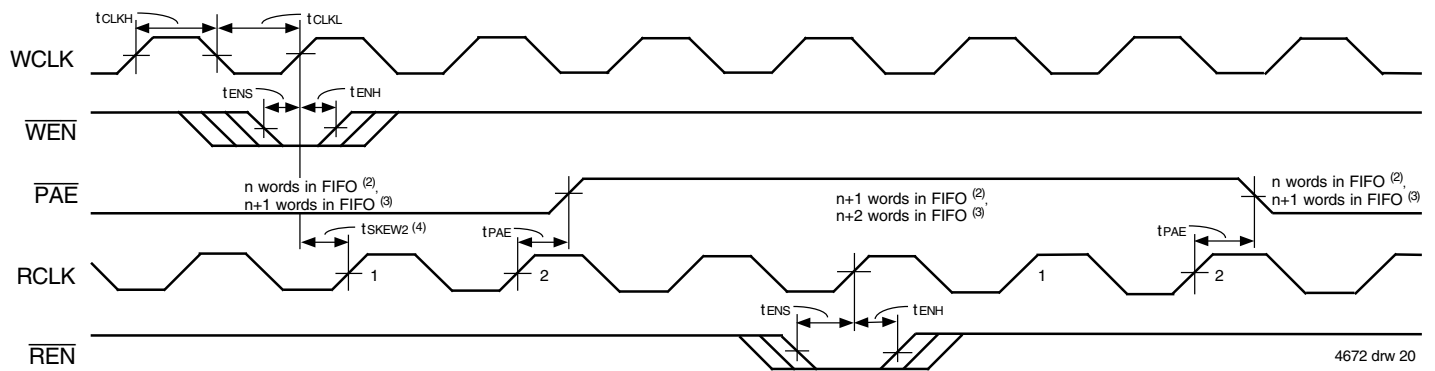 tCLKH
tCLKL
WCLK
tENS
tENH
WEN
PAE
n words in FIFO (2),
n+1 words in FIFO (3)
n+1 words in FIFO (2),
n+2 words in FIFO (3)
n words in FIFO (2),
n+1 words in FIFO (3)
tSKEW2 (4)
tPAE
tPAE
RCLK
1
2
1
2
tENS
tENH
REN
4672 drw 20